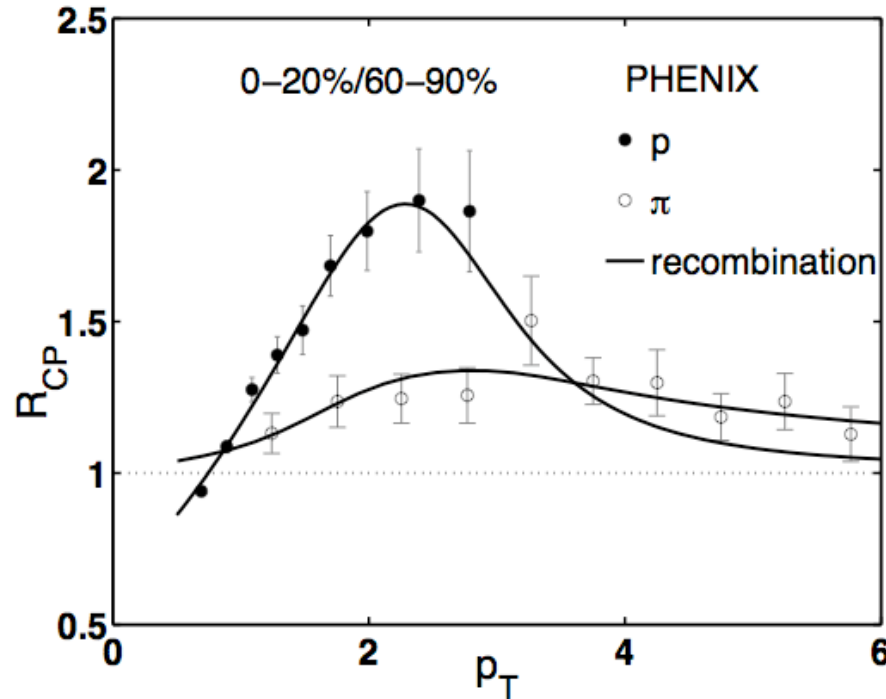 2.5
0–20%/60–90%
PHENIX
p
2
π
recombination
1.5
R_CP
1
0.5
0
2
4
6
p_T